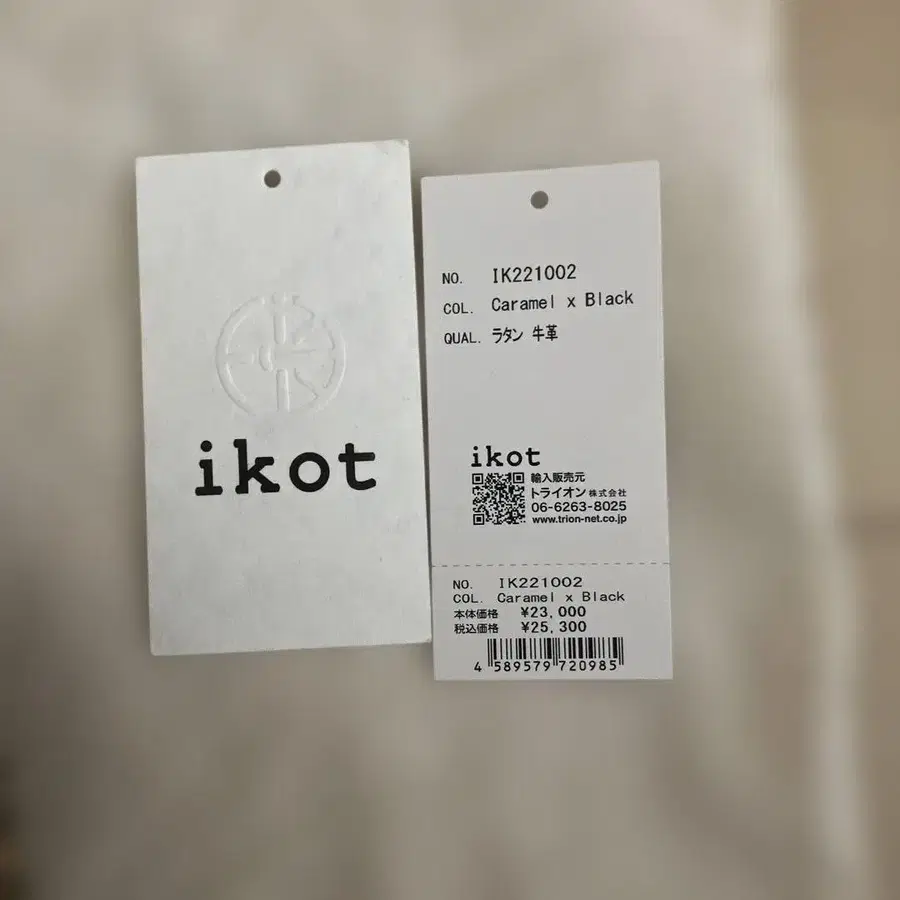 ikot
NO. IK221002
COL. Caramel x Black
QUAL. ラタン 牛革
ikot
輸入販売元
トライオン株式会社
06-6263-8025
www.trion-net.co.jp
NO. IK221002
COL. Caramel x Black
本体価格 ¥23,000
税込価格 ¥25,300
4 589579 720985